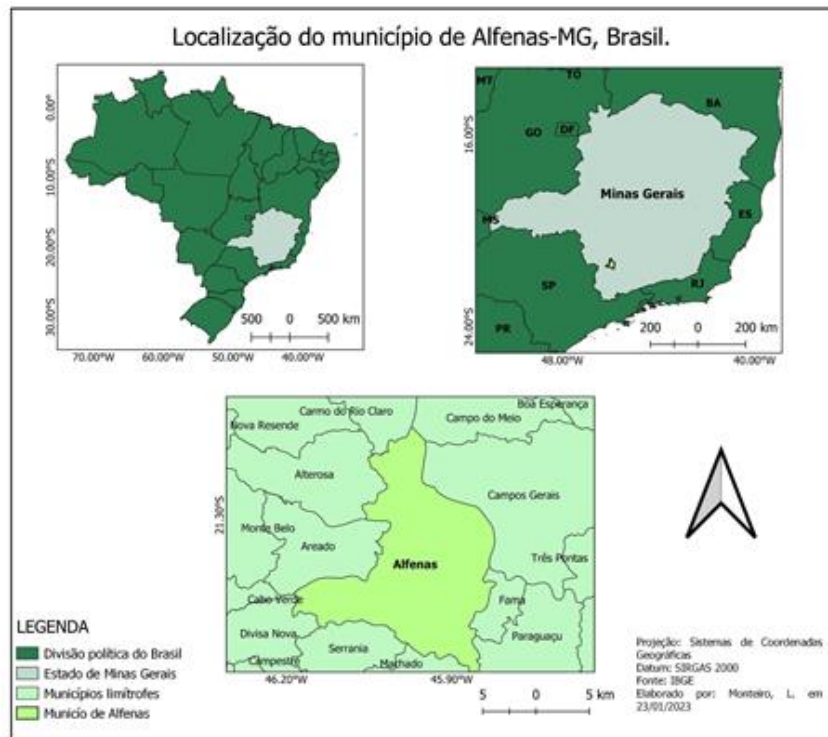 Localização do município de Alfenas-MG, Brasil.
0.00°
10.00°S
20.00°S
30.00°S
500 0 500 km
70.00°W 60.00°W 50.00°W 40.00°W
MT TO
BA
GO DF
16.00°S
Minas Gerais
MS
ES
SP
RJ
PR
24.00°S
200 0 200 km
48.00°W 40.00°W
Boa Esperança
Carmo do Rio Claro Campo do Meio
Nova Resende
Alterosa
Campos Gerais
21.30°S
Monte Belo
Areado
Três Pontas
Alfenas
Cabo Verde Fama
Divisa Nova Serrania Paraguaçu
Campestre Machado
46.20°W 45.90°W
5 0 5 km
LEGENDA
Divisão política do Brasil
Estado de Minas Gerais
Municípios limítrofes
Municío de Alfenas
Projeção: Sistemas de Coordenadas
Geográficas
Datum: SIRGAS 2000
Fonte: IBGE
Elaborado por: Monteiro, L. em
23/01/2023